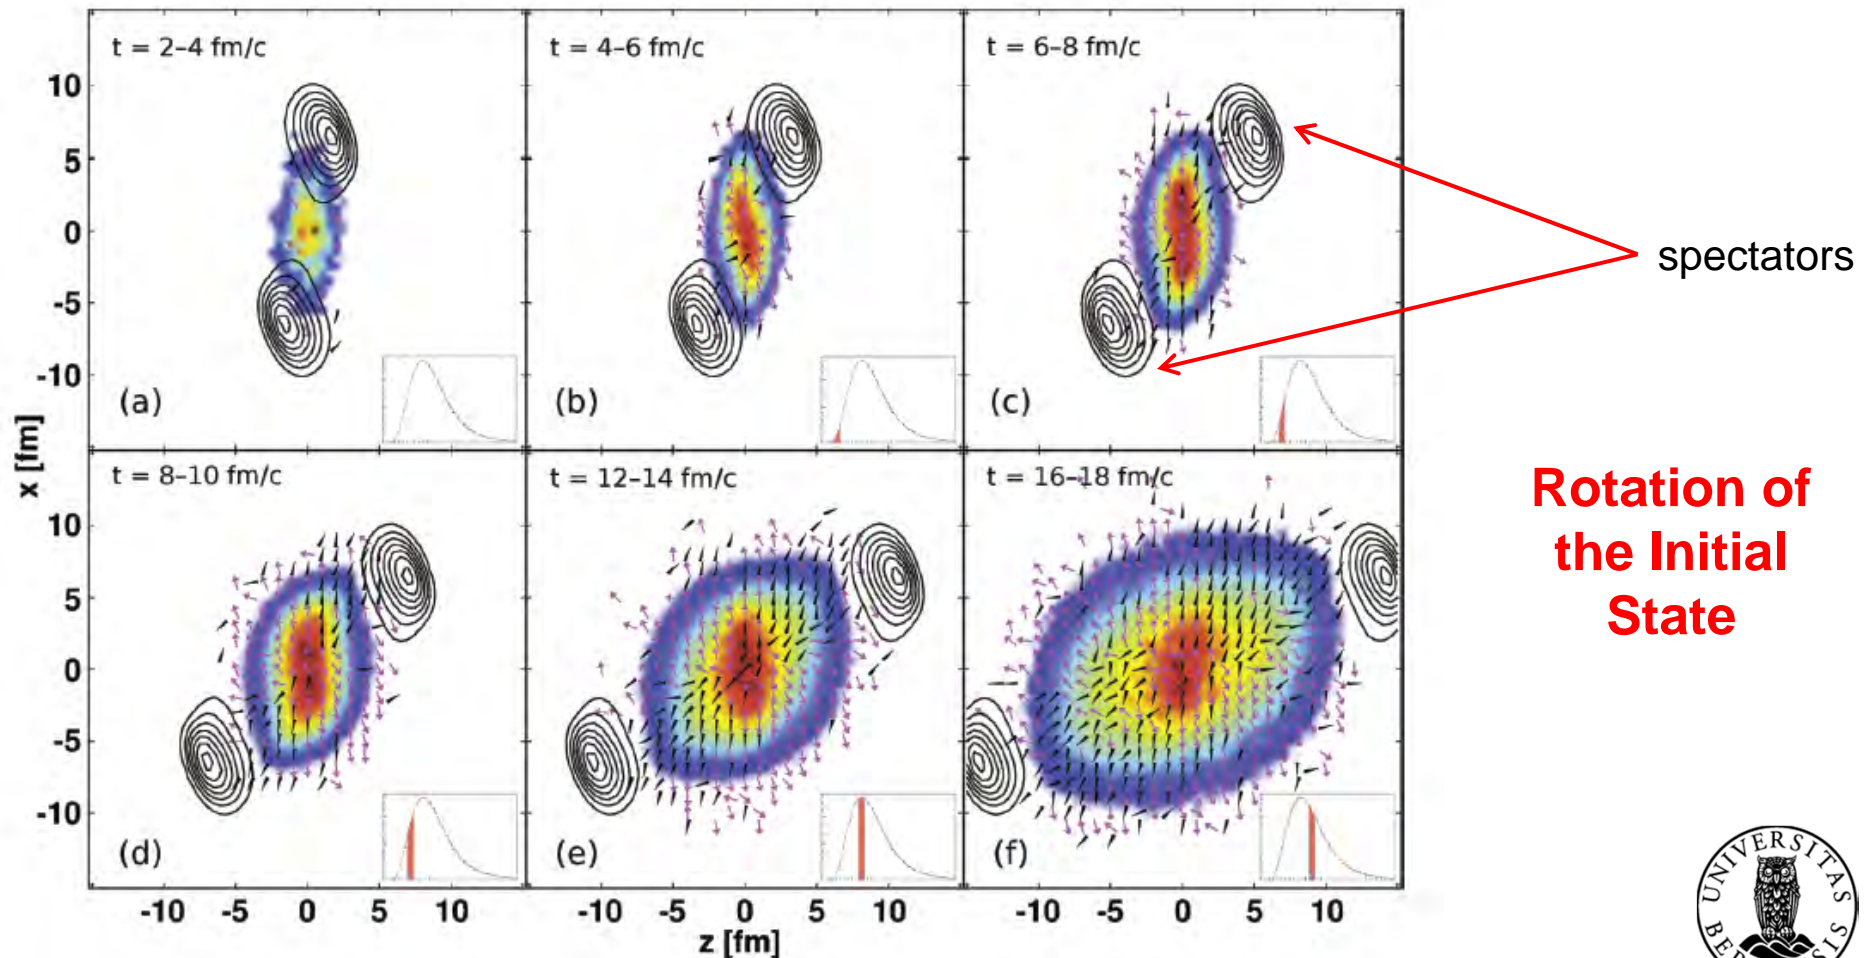 t = 2–4 fm/c
t = 4–6 fm/c
t = 6–8 fm/c
10
5
0
-5
-10
(a)
(b)
(c)
spectators
x [fm]
t = 8–10 fm/c
t = 12–14 fm/c
t = 16–18 fm/c
10
5
0
-5
-10
(d)
(e)
(f)
-10 -5 0 5
-10 -5 0 5
-10 -5 0 5 10
z [fm]
Rotation of
the Initial
State
UNIVERSITAS